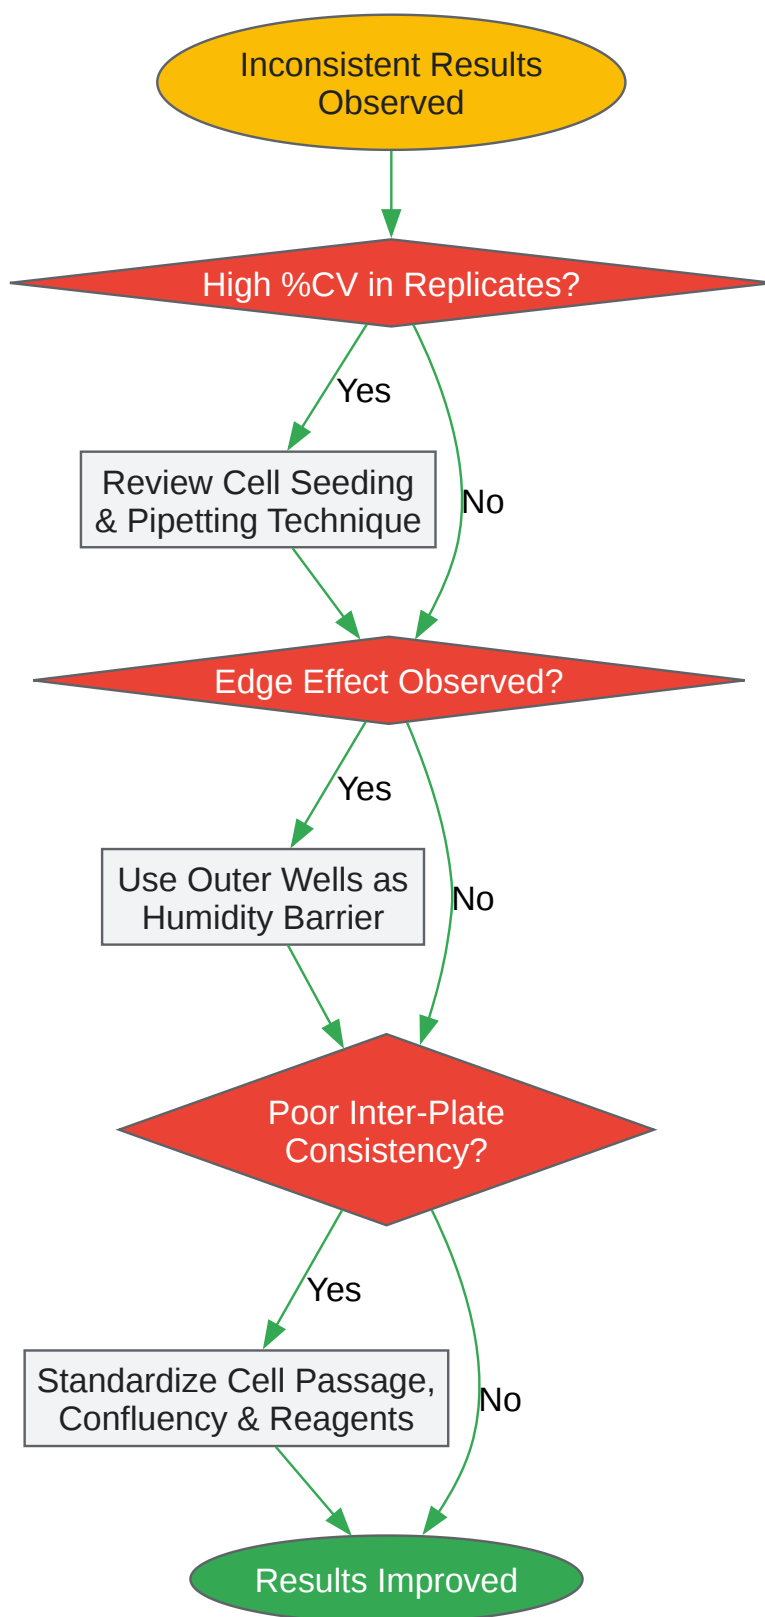 Inconsistent Results
Observed
High %CV in Replicates?
Yes
Review Cell Seeding
& Pipetting Technique
No
Edge Effect Observed?
Yes
Use Outer Wells as
Humidity Barrier
No
Poor Inter-Plate
Consistency?
Yes
Standardize Cell Passage,
Confluency & Reagents
No
Results Improved